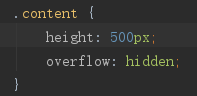 .content {
    height: 500px;
    overflow: hidden;
}